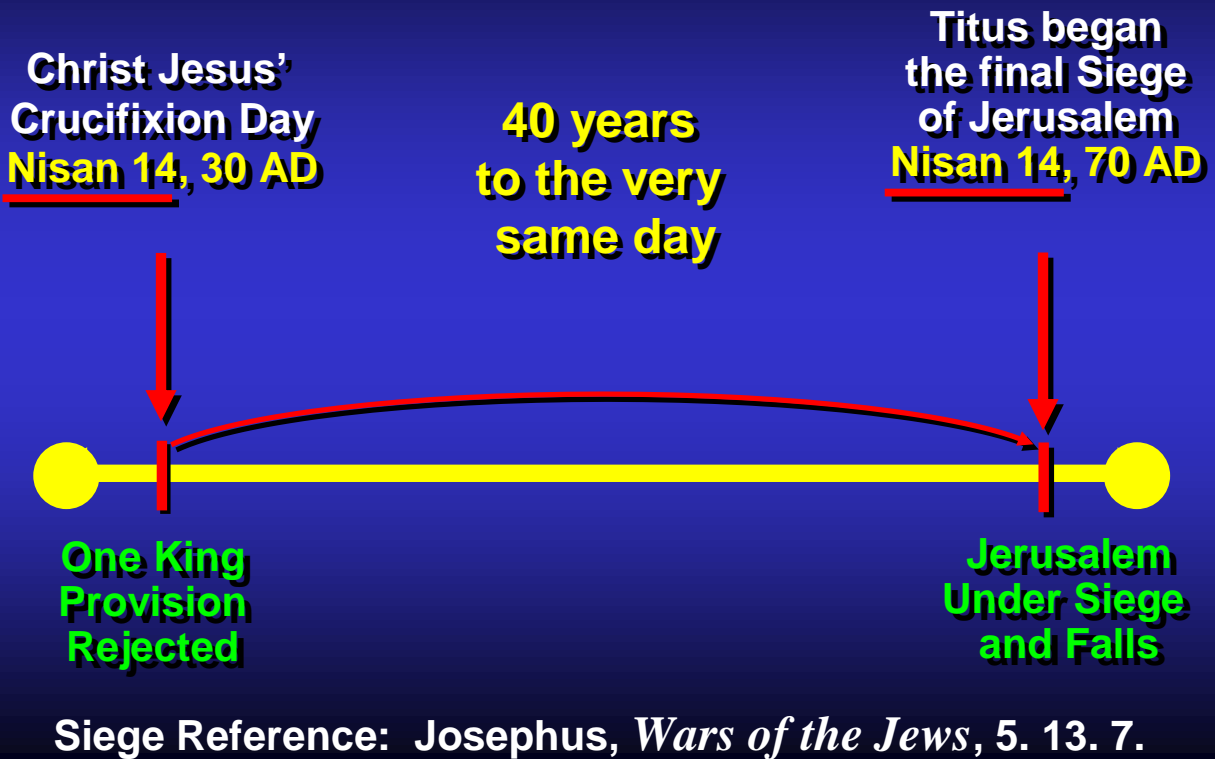 Christ Jesus’
Crucifixion Day
Nisan 14, 30 AD
40 years
to the very
same day
Titus began
the final Siege
of Jerusalem
Nisan 14, 70 AD
One King
Provision
Rejected
Jerusalem
Under Siege
and Falls
Siege Reference: Josephus, Wars of the Jews, 5. 13. 7.